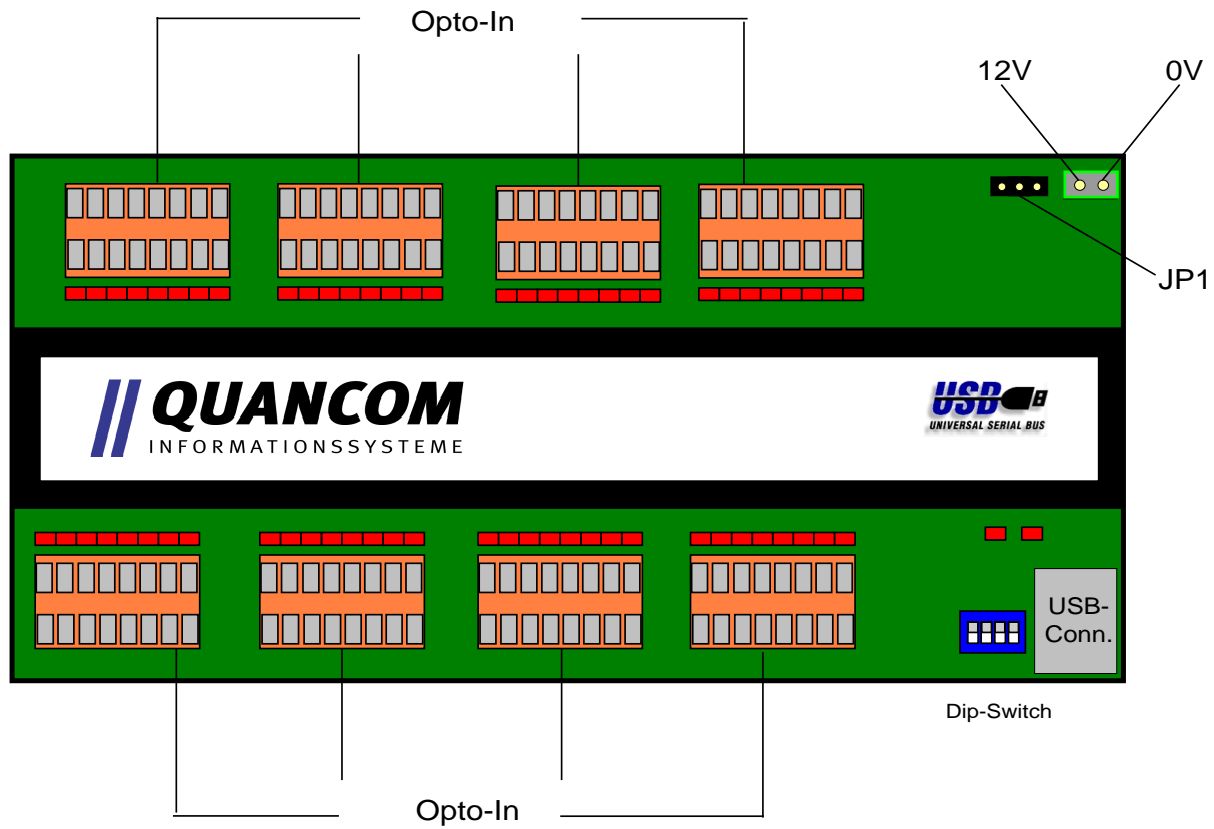 Opto-In
12V
0V
JP1
QUANCOM
INFORMATIONSSYSTEME
USB
UNIVERSAL SERIAL BUS
USB-
Conn.
Dip-Switch
Opto-In